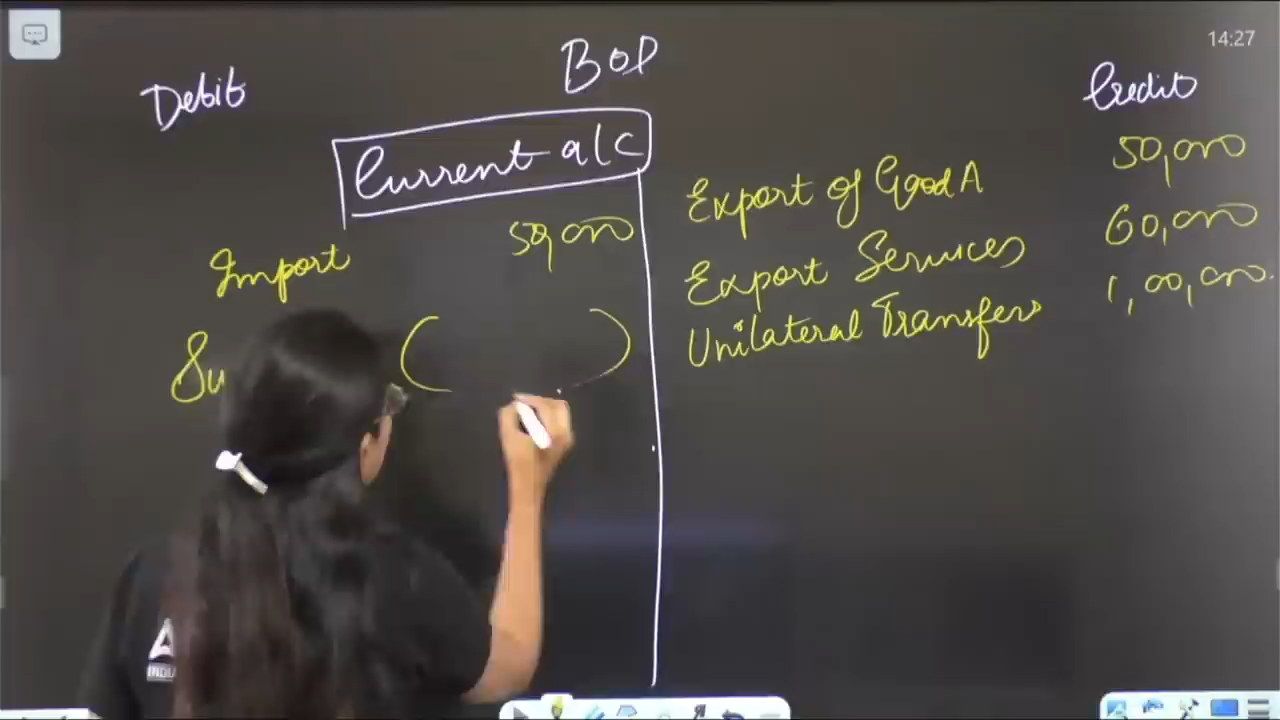 14:27
BOP
Debit
Credit
Current a/c
Export of Good A 50,000
Import 50,000
Export Services 60,000
Unilateral Transfers 1,00,000.
( )